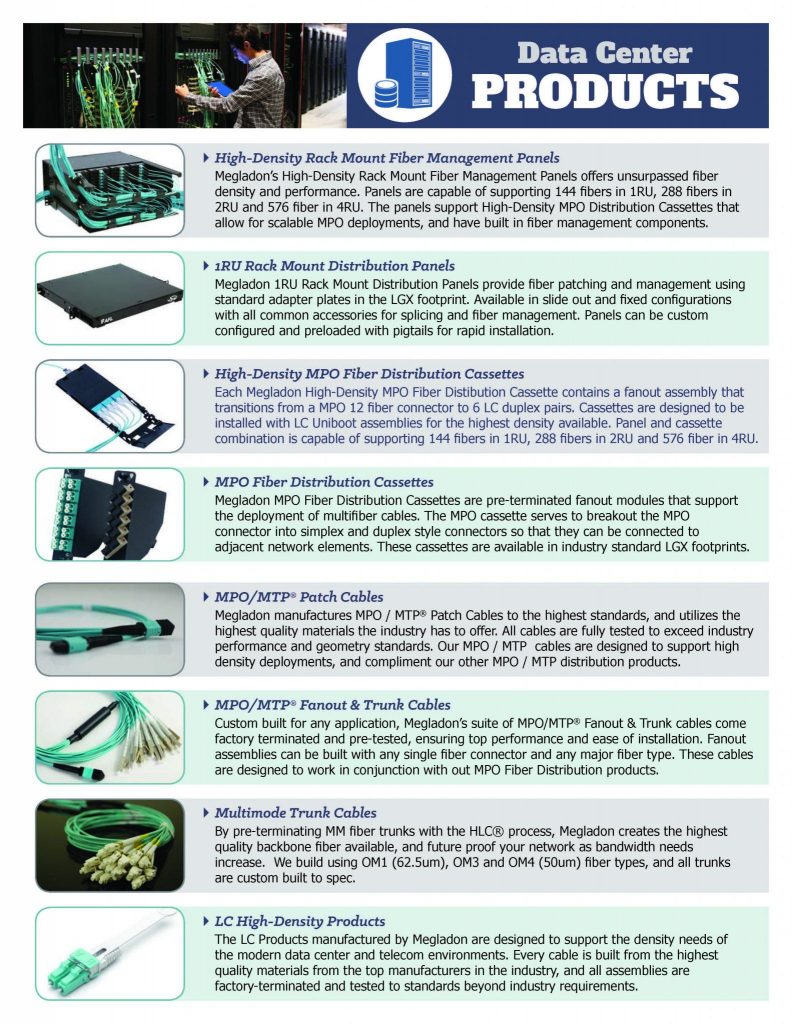 Data Center
PRODUCTS
High-Density Rack Mount Fiber Management Panels
Megladon's High-Density Rack Mount Fiber Management Panels offers unsurpassed fiber
density and performance. Panels are capable of supporting 144 fibers in 1RU, 288 fibers in
2RU and 576 fiber in 4RU. The panels support High-Density MPO Distribution Cassettes that
allow for scalable MPO deployments, and have built in fiber management components.
1RU Rack Mount Distribution Panels
Megladon 1RU Rack Mount Distribution Panels provide fiber patching and management using
standard adapter plates in the LGX footprint. Available in slide out and fixed configurations
with all common accessories for splicing and fiber management. Panels can be custom
configured and preloaded with pigtails for rapid installation.
High-Density MPO Fiber Distribution Cassettes
Each Megladon High-Density MPO Fiber Distibution Cassette contains a fanout assembly that
transitions from a MPO 12 fiber connector to 6 LC duplex pairs. Cassettes are designed to be
installed with LC Uniboot assemblies for the highest density available. Panel and cassette
combination is capable of supporting 144 fibers in 1RU, 288 fibers in 2RU and 576 fiber in 4RU.
MPO Fiber Distribution Cassettes
Megladon MPO Fiber Distribution Cassettes are pre-terminated fanout modules that support
the deployment of multifiber cables. The MPO cassette serves to breakout the MPO
connector into simplex and duplex style connectors so that they can be connected to
adjacent network elements. These cassettes are available in industry standard LGX footprints.
MPO/MTP® Patch Cables
Megladon manufactures MPO / MTP® Patch Cables to the highest standards, and utilizes the
highest quality materials the industry has to offer. All cables are fully tested to exceed industry
performance and geometry standards. Our MPO / MTP cables are designed to support high
density deployments, and compliment our other MPO / MTP distribution products.
MPO/MTP® Fanout & Trunk Cables
Custom built for any application, Megladon's suite of MPO/MTP® Fanout & Trunk cables come
factory terminated and pre-tested, ensuring top performance and ease of installation. Fanout
assemblies can be built with any single fiber connector and any major fiber type. These cables
are designed to work in conjunction with out MPO Fiber Distribution products.
Multimode Trunk Cables
By pre-terminating MM fiber trunks with the HLC® process, Megladon creates the highest
quality backbone fiber available, and future proof your network as bandwidth needs
increase. We build using OM1 (62.5um), OM3 and OM4 (50um) fiber types, and all trunks
are custom built to spec.
LC High-Density Products
The LC Products manufactured by Megladon are designed to support the density needs of
the modern data center and telecom environments. Every cable is built from the highest
quality materials from the top manufacturers in the industry, and all assemblies are
factory-terminated and tested to standards beyond industry requirements.